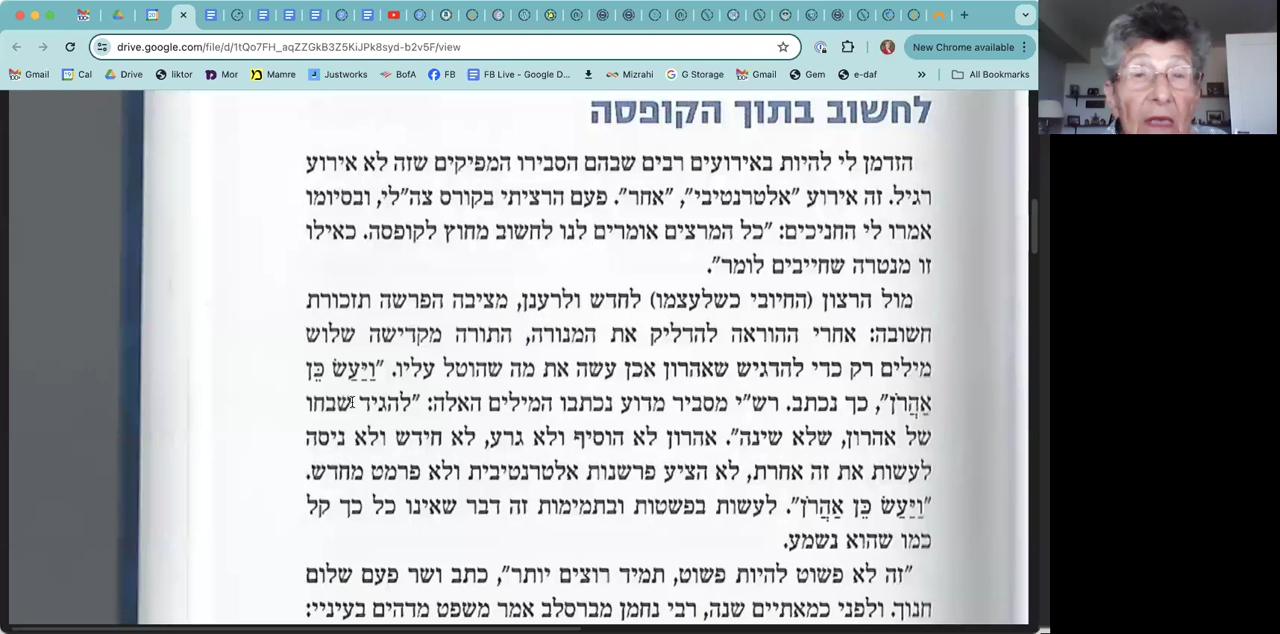 drive.google.com/file/d/1tQo7FH_aqZZGkB3Z5KiJPk8syd-b2v5F/view
New Chrome available
Gmail Cal Drive liktor Mor Mamre Justworks BofA FB FB Live - Google D... Mizrahi G Storage Gmail Gem e-daf » All Bookmarks
לחשוב בתוך הקופסה
הזדמן לי להיות באירועים רבים שבהם הסבירו המפיקים שזה לא אירוע
רגיל. זה אירוע "אלטרנטיבי", "אחר". פעם הרציתי בקורס צה"לי, ובסיומו
אמרו לי החניכים: "כל המרצים אומרים לנו לחשוב מחוץ לקופסה. כאילו
זו מנטרה שחייבים לומר".
מול הרצון (החיובי כשלעצמו) לחדש ולרענן, מציבה הפרשה תזכורת
חשובה: אחרי ההוראה להדליק את המנורה, התורה מקדישה שלוש
מילים רק כדי להדגיש שאהרון אכן עשה את מה שהוטל עליו. "וַיַּעַשׂ כֵּן
אַהֲרֹן", כך נכתב. רש"י מסביר מדוע נכתבו המילים האלה: "להגיד שבחו
של אהרון, שלא שינה". אהרון לא הוסיף ולא גרע, לא חידש ולא ניסה
לעשות את זה אחרת, לא הציע פרשנות אלטרנטיבית ולא פרמט מחדש.
"וַיַּעַשׂ כֵּן אַהֲרֹן". לעשות בפשטות ובתמימות זה דבר שאינו כל כך קל
כמו שהוא נשמע.
"זה לא פשוט להיות פשוט, תמיד רוצים יותר", כתב ושר פעם שלום
חנוך. ולפני כמאתיים שנה, רבי נחמן מברסלב אמר משפט מדהים בעיניי: